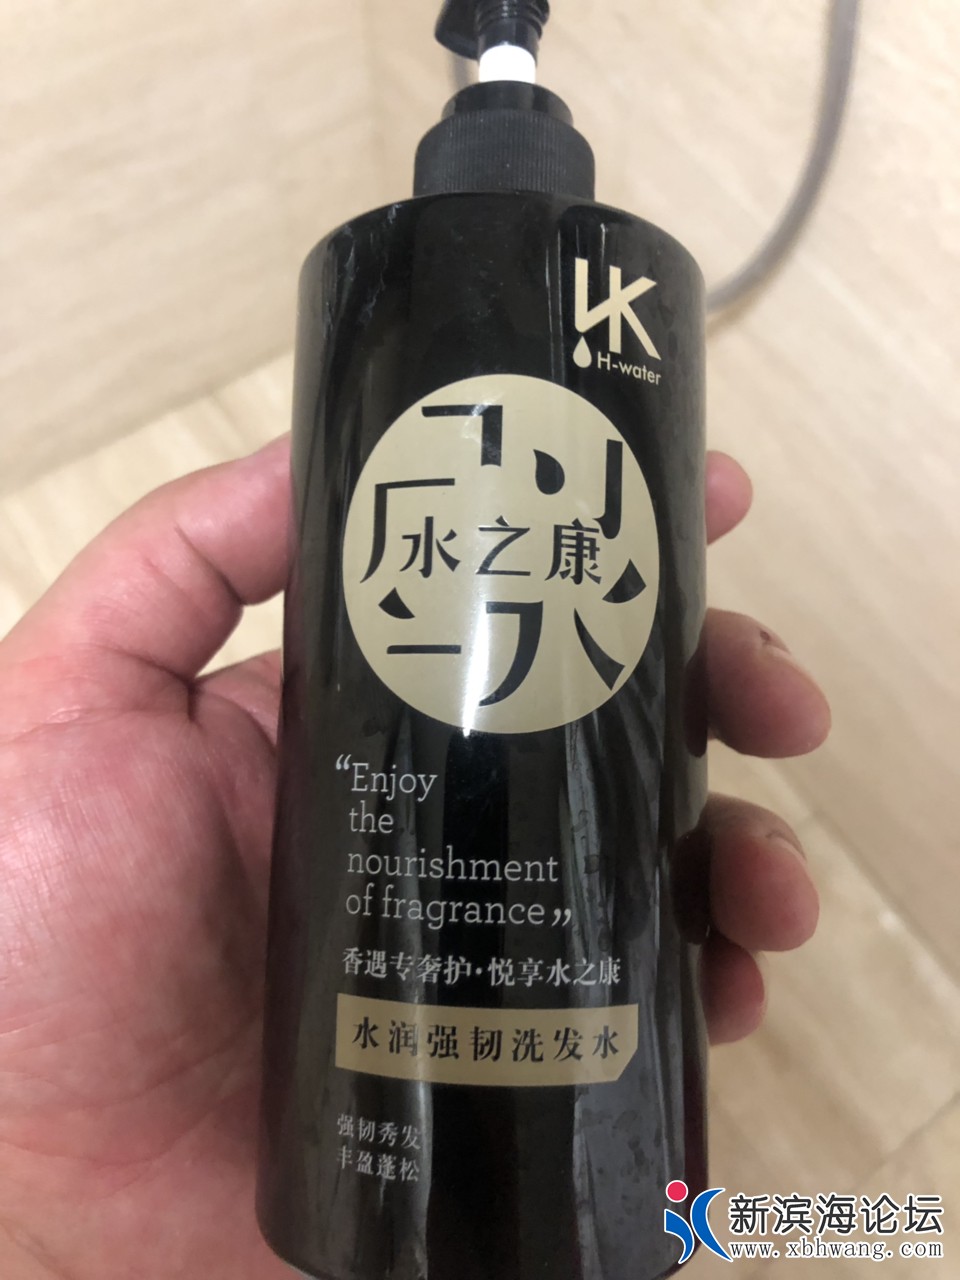 K
H-water
水之康
“Enjoy
the
nourishment
of fragrance„
香遇专奢护·悦享水之康
水润强韧洗发水
强韧秀发
丰盈蓬松
新滨海论坛
www.xbhwang.com